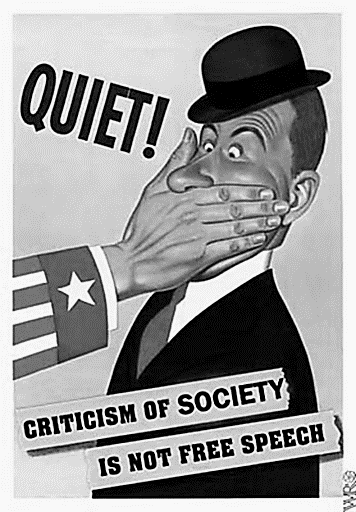 QUIET!
CRITICISM OF SOCIETY
IS NOT FREE SPEECH